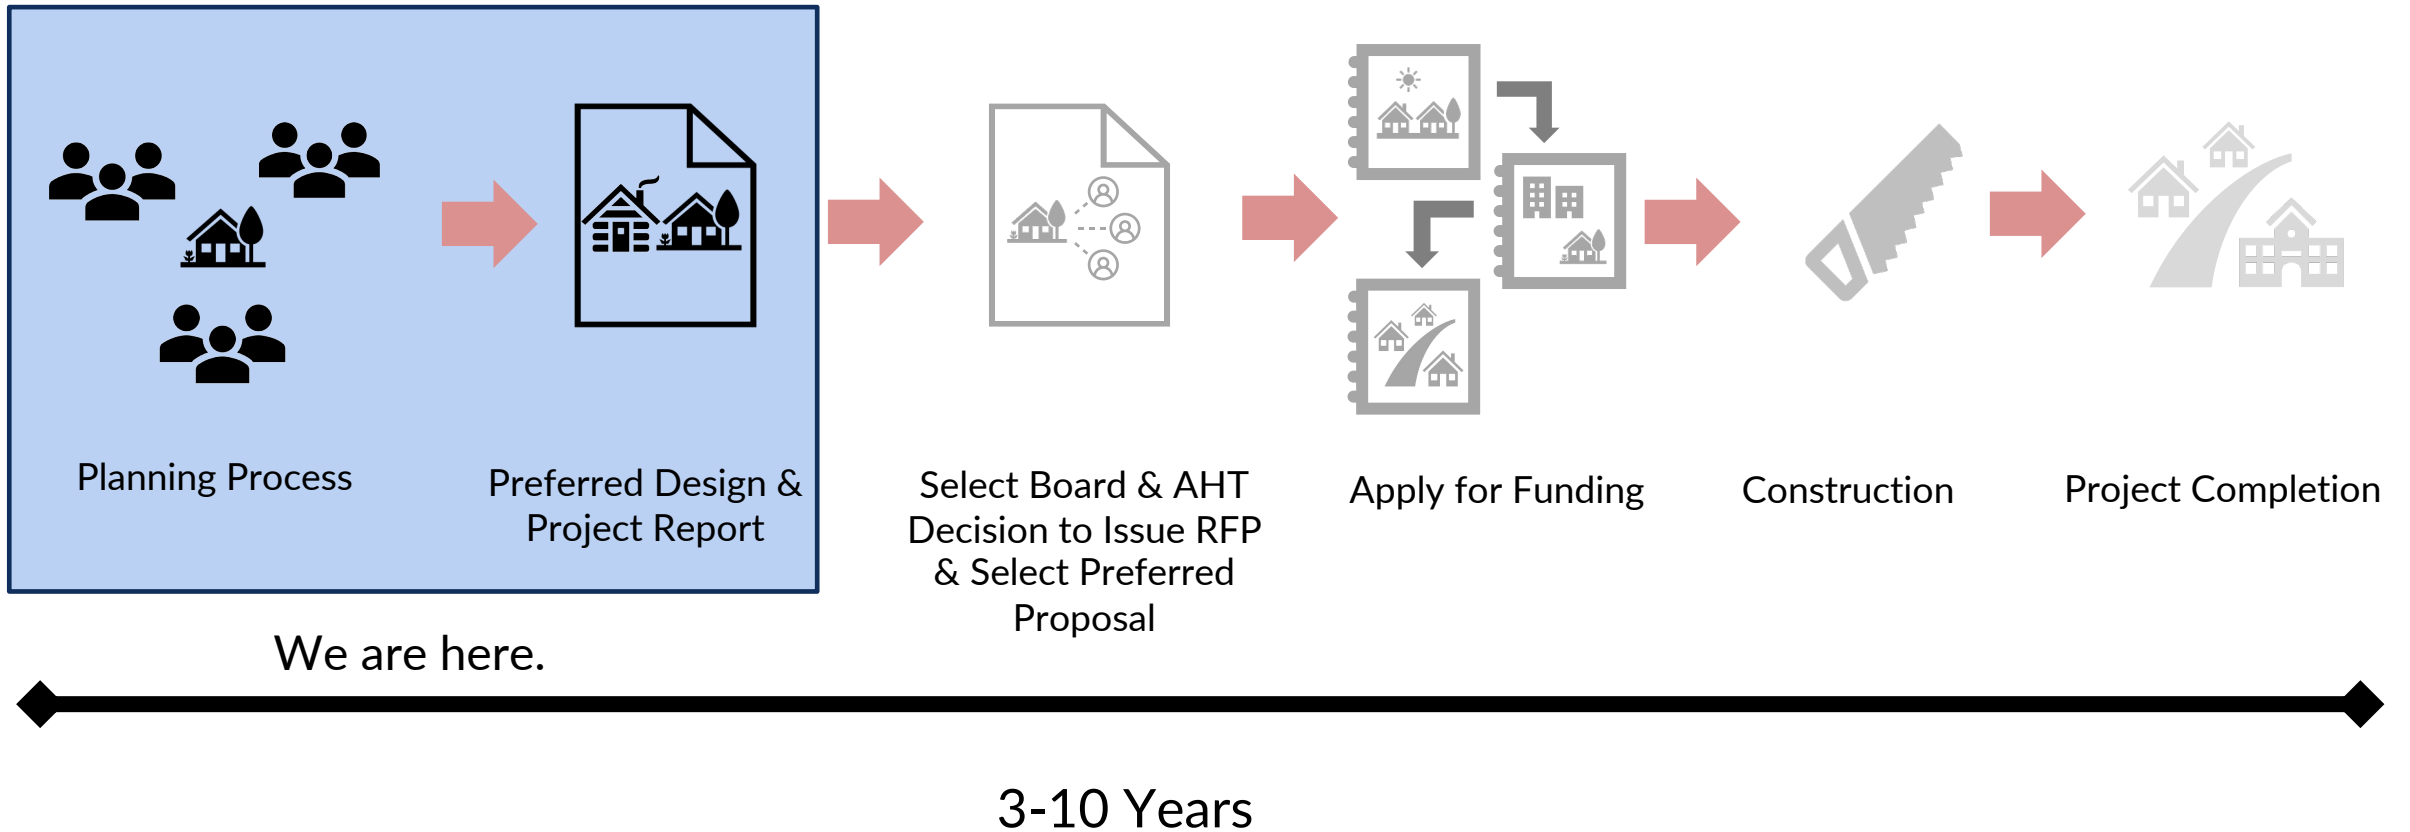 Planning Process
Preferred Design &
Project Report
Select Board & AHT
Decision to Issue RFP
& Select Preferred
Proposal
Apply for Funding
Construction
Project Completion
We are here.
3-10 Years